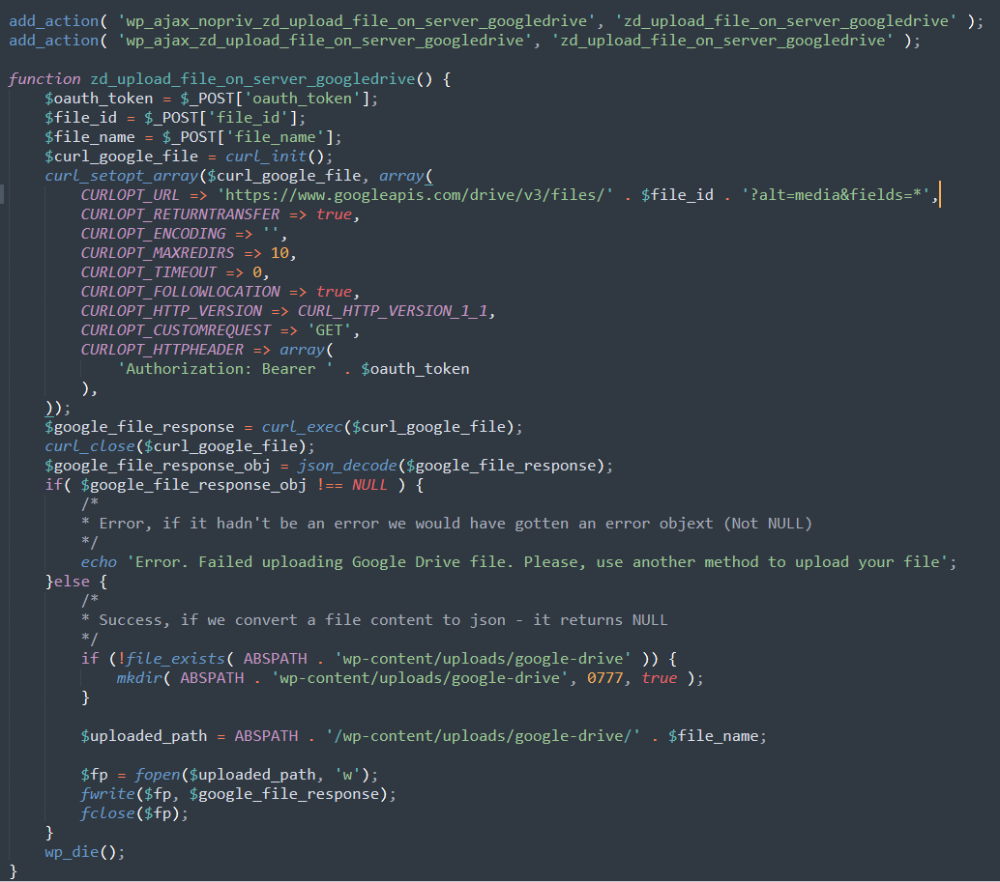 add_action( 'wp_ajax_nopriv_zd_upload_file_on_server_googledrive', 'zd_upload_file_on_server_googledrive' );
add_action( 'wp_ajax_zd_upload_file_on_server_googledrive', 'zd_upload_file_on_server_googledrive' );
function zd_upload_file_on_server_googledrive() {
$oauth_token = $_POST['oauth_token'];
$file_id = $_POST['file_id'];
$file_name = $_POST['file_name'];
$curl_google_file = curl_init();
curl_setopt_array($curl_google_file, array(
CURLOPT_URL => 'https://www.googleapis.com/drive/v3/files/' . $file_id . '?alt=media&fields=*',
CURLOPT_RETURNTRANSFER => true,
CURLOPT_ENCODING => '',
CURLOPT_MAXREDIRS => 10,
CURLOPT_TIMEOUT => 0,
CURLOPT_FOLLOWLOCATION => true,
CURLOPT_HTTP_VERSION => CURL_HTTP_VERSION_1_1,
CURLOPT_CUSTOMREQUEST => 'GET',
CURLOPT_HTTPHEADER => array(
'Authorization: Bearer ' . $oauth_token
),
));
$google_file_response = curl_exec($curl_google_file);
curl_close($curl_google_file);
$google_file_response_obj = json_decode($google_file_response);
if( $google_file_response_obj !== NULL ) {
/*
* Error, if it hadn't be an error we would have gotten an error objext (Not NULL)
*/
echo 'Error. Failed uploading Google Drive file. Please, use another method to upload your file';
}else {
/*
* Success, if we convert a file content to json - it returns NULL
*/
if (!file_exists( ABSPATH . 'wp-content/uploads/google-drive' )) {
mkdir( ABSPATH . 'wp-content/uploads/google-drive', 0777, true );
}
$uploaded_path = ABSPATH . '/wp-content/uploads/google-drive/' . $file_name;
$fp = fopen($uploaded_path, 'w');
fwrite($fp, $google_file_response);
fclose($fp);
}
wp_die();
}